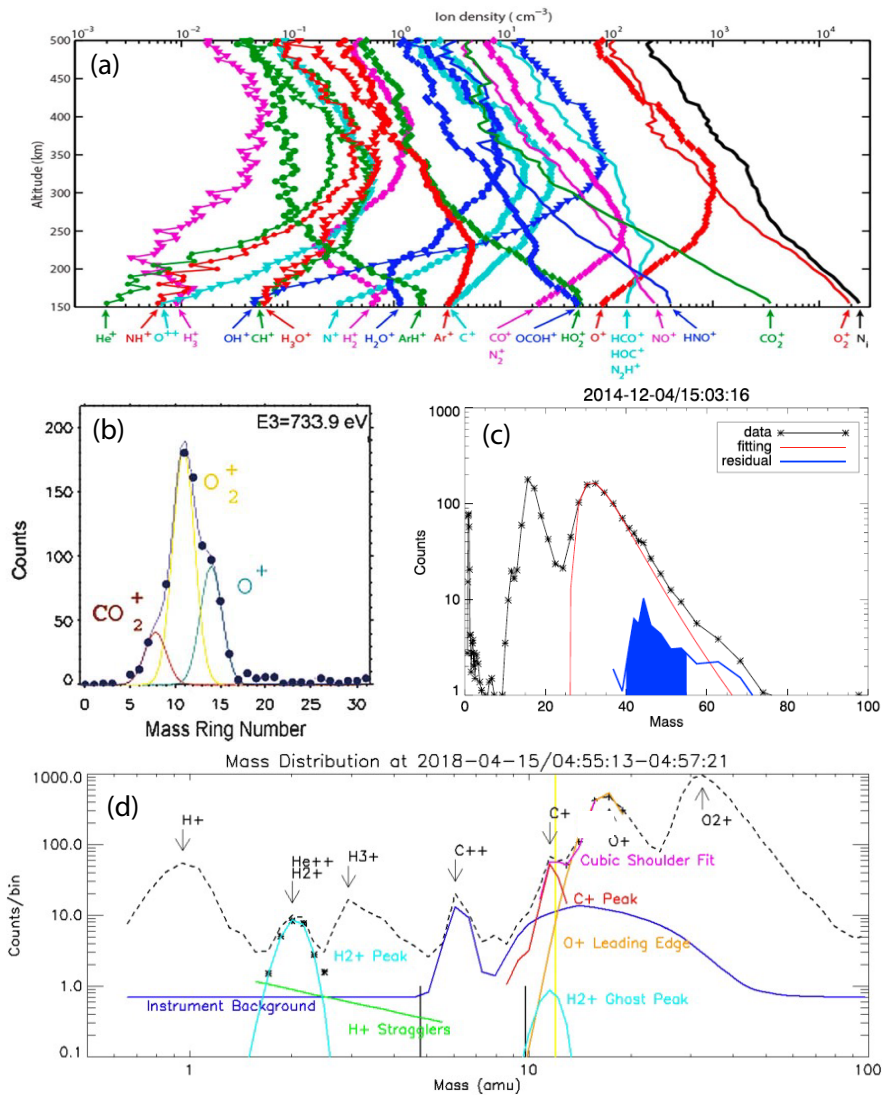 Ion density ( cm⁻³)
10⁻³ 10⁻² 10⁻¹ 10⁰ 10¹ 10² 10³ 10⁴
(a)
Altitude (km)
500
450
400
350
300
250
200
150
He⁺ NH⁺ O⁺⁺ H₃⁺ OH⁺ CH⁺ H₃O⁺ N⁺ H₂⁺ H₂O⁺ ArH⁺ Ar⁺ C⁺ CO⁺ OCOH⁺ HO₂⁺ O⁺ HCO⁺ NO⁺ HNO⁺ CO₂⁺ O₂⁺ Nᵢ
N₂⁺ HOC⁺
N₂H⁺
(b)
E3=733.9 eV
Counts
200
150
100
50
0
O₂⁺
O⁺
CO₂⁺
0 5 10 15 20 25 30
Mass Ring Number
2014-12-04/15:03:16
(c)
data
fitting
residual
Counts
1000
100
10
1
0 20 40 60 80 100
Mass
Mass Distribution at 2018-04-15/04:55:13-04:57:21
(d)
Counts/bin
1000.0
100.0
10.0
1.0
0.1
H+
He++
H2+
H3+
C++
C+
O+
O2+
Cubic Shoulder Fit
C+ Peak
O+ Leading Edge
H2+ Peak
H2+ Ghost Peak
Instrument Background
H+ Stragglers
1 10 100
Mass (amu)